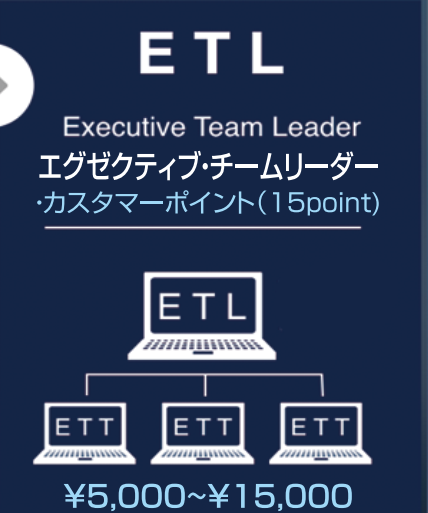 ETL
Executive Team Leader
エグゼクティブ・チームリーダー
・カスタマーポイント(15point)
ETL
ETT ETT ETT
¥5,000~¥15,000